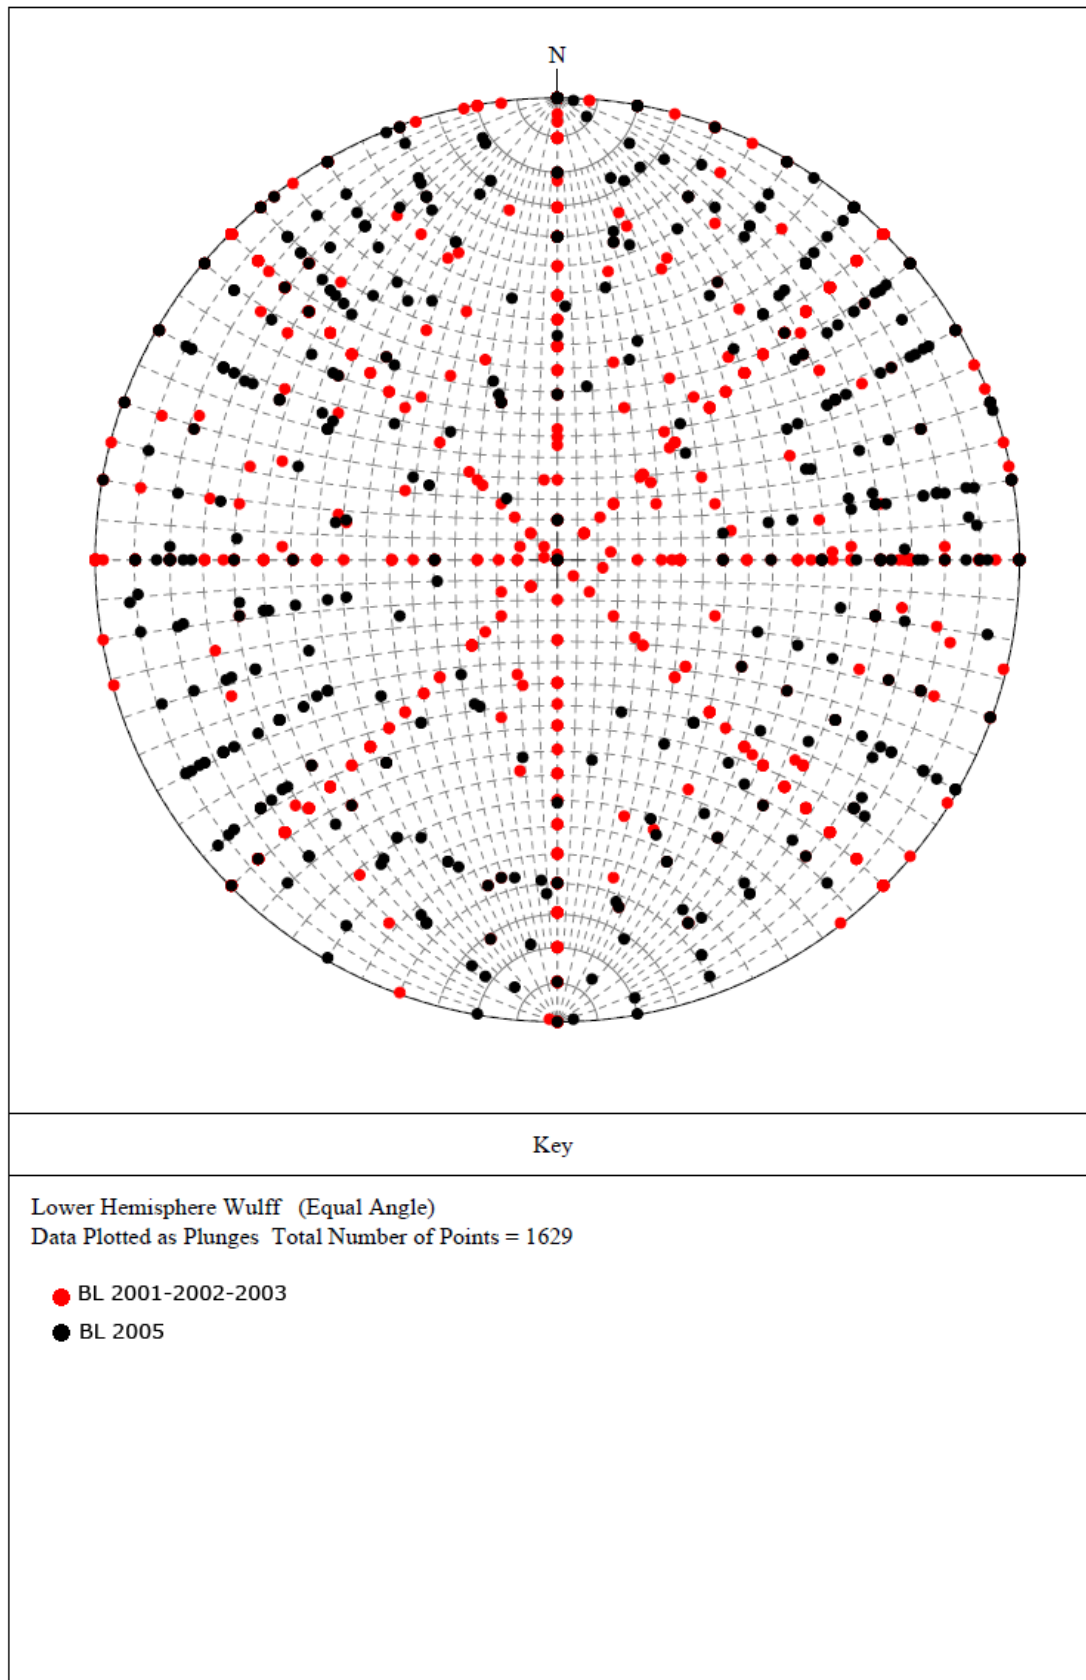 N
Key
Lower Hemisphere Wulff (Equal Angle)
Data Plotted as Plunges Total Number of Points = 1629
BL 2001-2002-2003
BL 2005